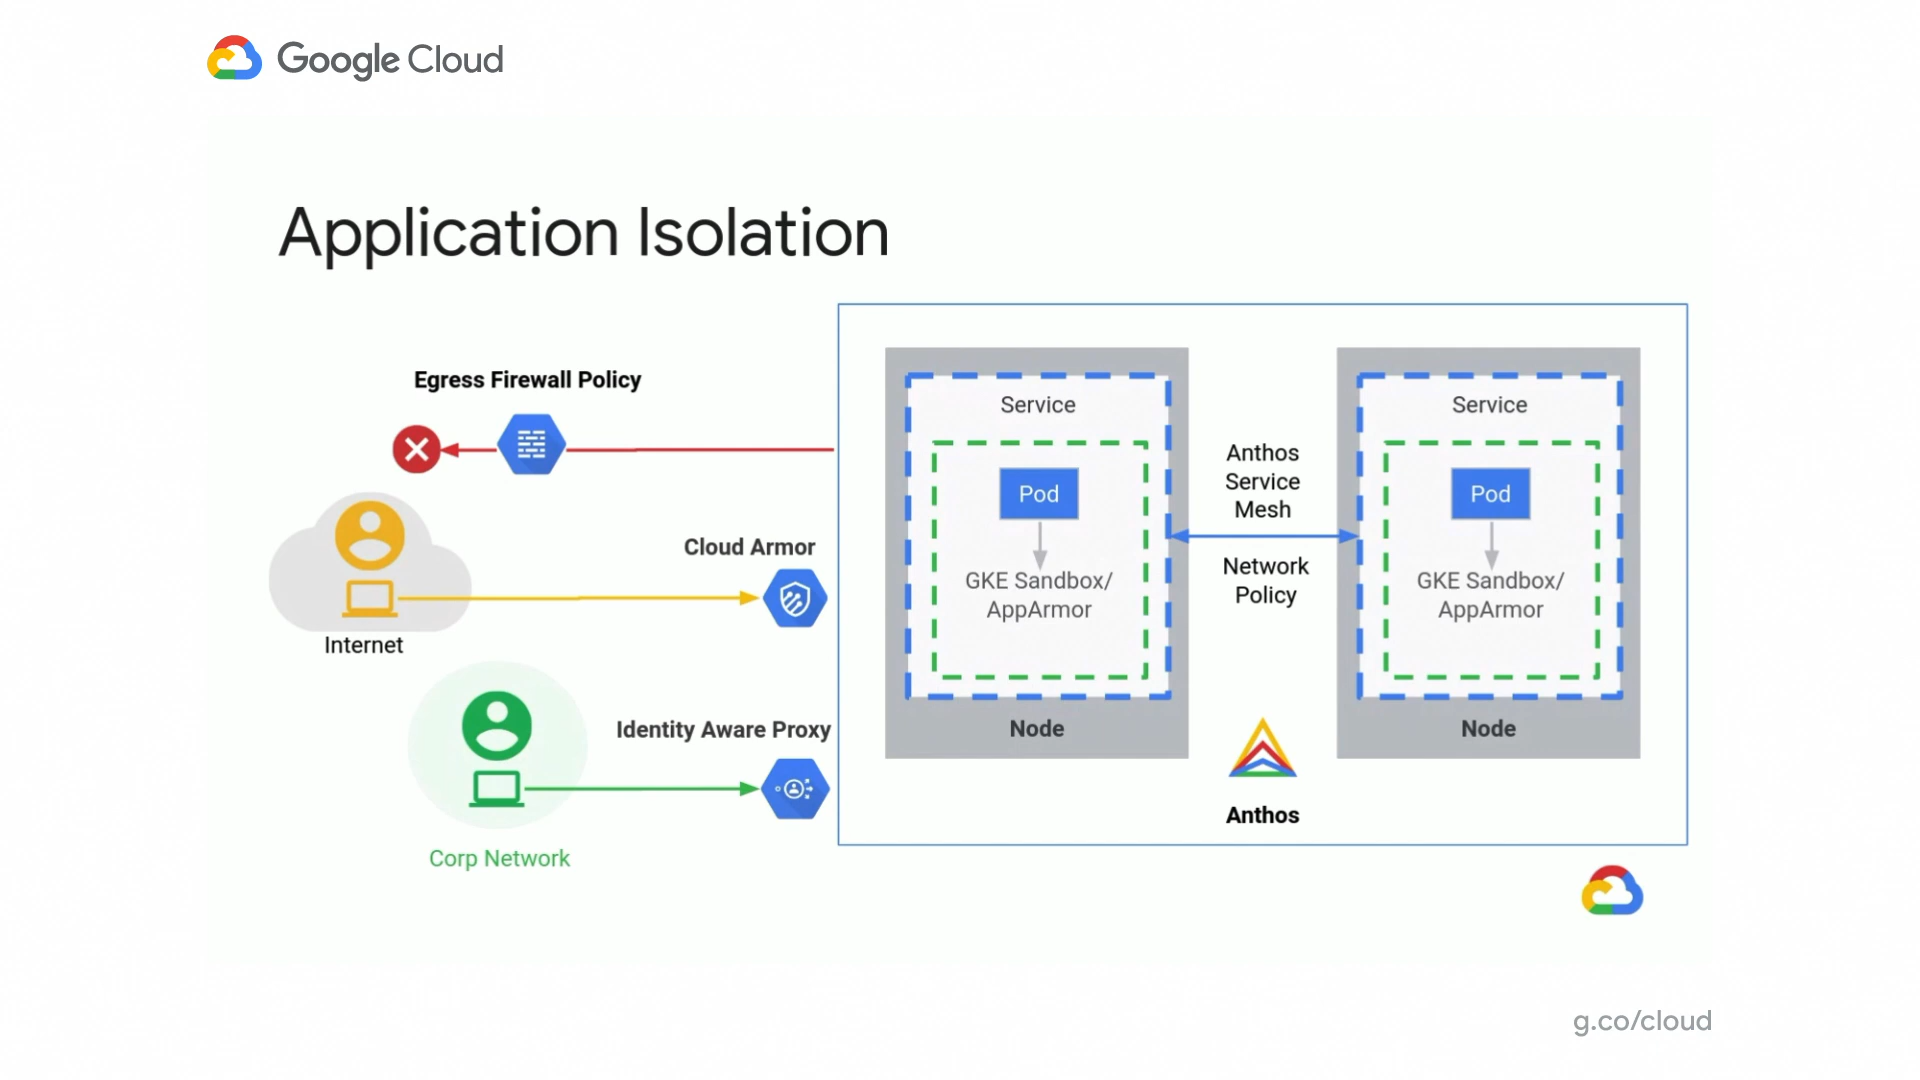 Google Cloud
Application Isolation
Egress Firewall Policy
Cloud Armor
Internet
Identity Aware Proxy
Corp Network
Service
Pod
GKE Sandbox/
AppArmor
Node
Anthos
Service
Mesh
Network
Policy
Anthos
Service
Pod
GKE Sandbox/
AppArmor
Node
g.co/cloud